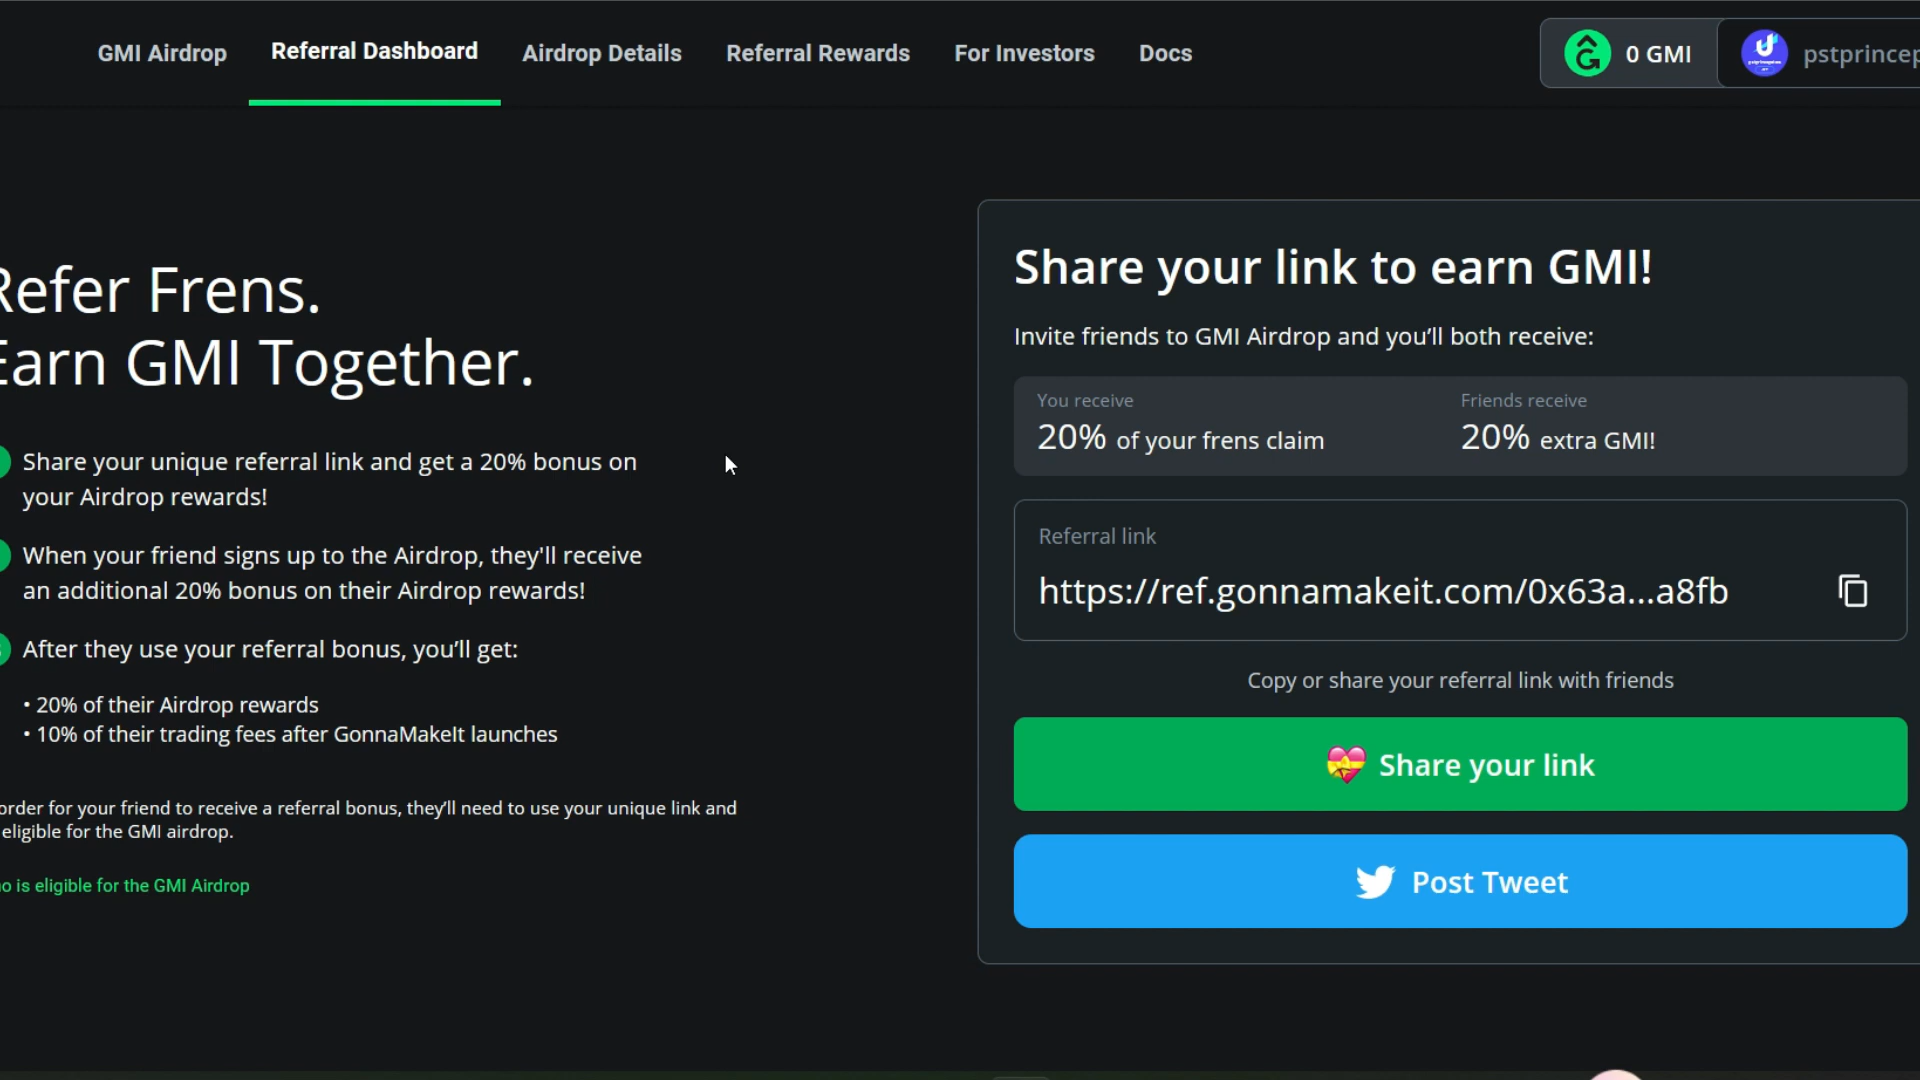 GMI Airdrop
Referral Dashboard
Airdrop Details
Referral Rewards
For Investors
Docs
0 GMI
pstprincep
Refer Frens.
Earn GMI Together.
Share your unique referral link and get a 20% bonus on
your Airdrop rewards!
When your friend signs up to the Airdrop, they'll receive
an additional 20% bonus on their Airdrop rewards!
After they use your referral bonus, you’ll get:
• 20% of their Airdrop rewards
• 10% of their trading fees after GonnaMakeIt launches
order for your friend to receive a referral bonus, they’ll need to use your unique link and
eligible for the GMI airdrop.
o is eligible for the GMI Airdrop
Share your link to earn GMI!
Invite friends to GMI Airdrop and you’ll both receive:
You receive
20% of your frens claim
Friends receive
20% extra GMI!
Referral link
https://ref.gonnamakeit.com/0x63a...a8fb
Copy or share your referral link with friends
Share your link
Post Tweet